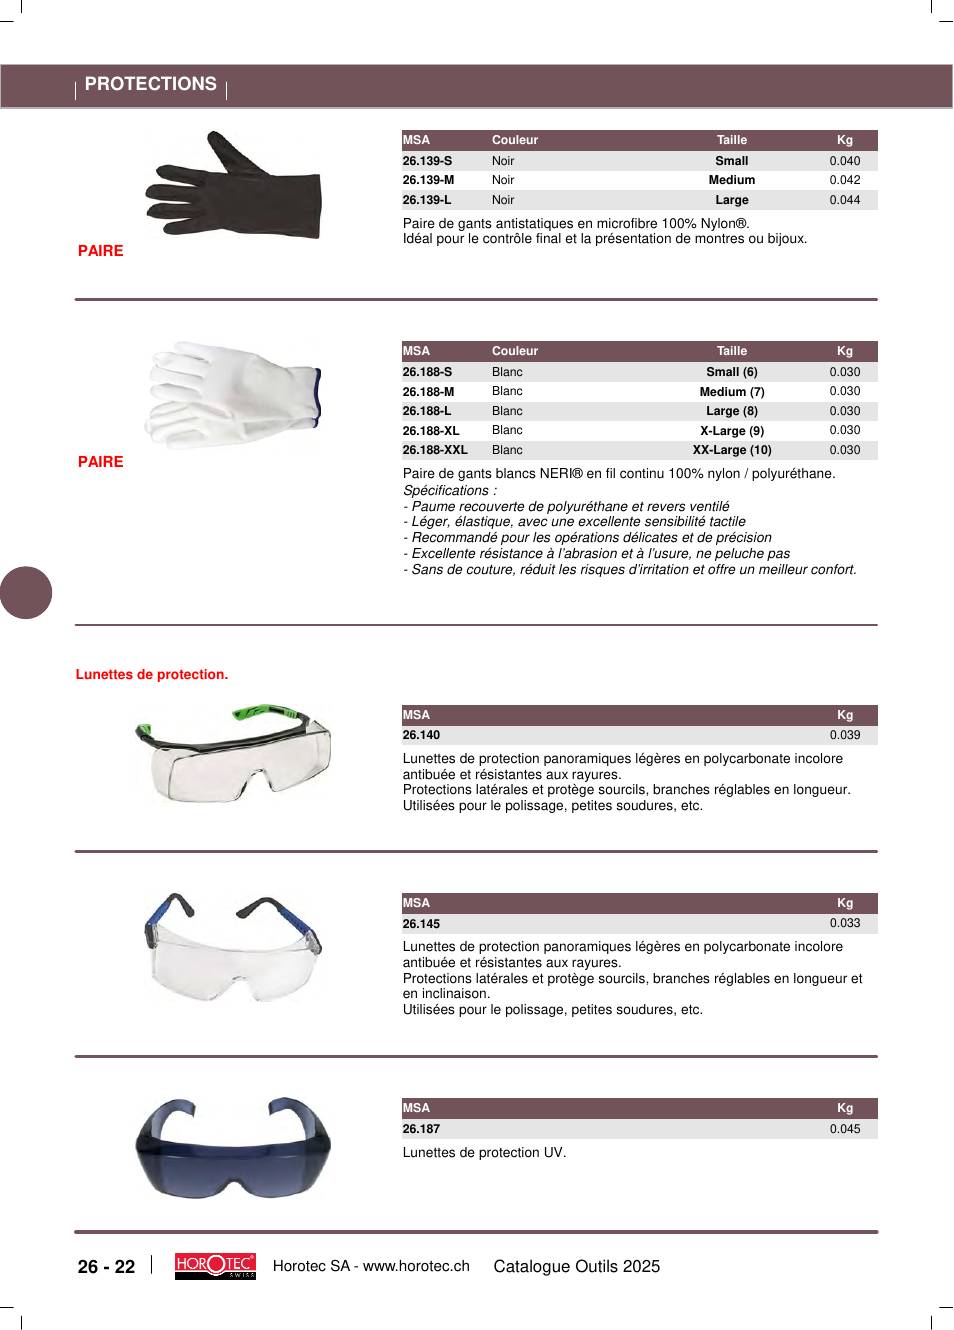 PROTECTIONS
MSA Couleur Taille Kg
26.139-S Noir Small 0.040
26.139-M Noir Medium 0.042
26.139-L Noir Large 0.044
Paire de gants antistatiques en microfibre 100% Nylon®.
Idéal pour le contrôle final et la présentation de montres ou bijoux.
PAIRE
MSA Couleur Taille Kg
26.188-S Blanc Small (6) 0.030
26.188-M Blanc Medium (7) 0.030
26.188-L Blanc Large (8) 0.030
26.188-XL Blanc X-Large (9) 0.030
26.188-XXL Blanc XX-Large (10) 0.030
PAIRE
Paire de gants blancs NERI® en fil continu 100% nylon / polyuréthane.
Spécifications :
- Paume recouverte de polyuréthane et revers ventilé
- Léger, élastique, avec une excellente sensibilité tactile
- Recommandé pour les opérations délicates et de précision
- Excellente résistance à l'abrasion et à l'usure, ne peluche pas
- Sans de couture, réduit les risques d'irritation et offre un meilleur confort.
Lunettes de protection.
MSA Kg
26.140 0.039
Lunettes de protection panoramiques légères en polycarbonate incolore
antibuée et résistantes aux rayures.
Protections latérales et protège sourcils, branches réglables en longueur.
Utilisées pour le polissage, petites soudures, etc.
MSA Kg
26.145 0.033
Lunettes de protection panoramiques légères en polycarbonate incolore
antibuée et résistantes aux rayures.
Protections latérales et protège sourcils, branches réglables en longueur et
en inclinaison.
Utilisées pour le polissage, petites soudures, etc.
MSA Kg
26.187 0.045
Lunettes de protection UV.
26 - 22 HOROTEC® Horotec SA - www.horotec.ch Catalogue Outils 2025
SWISS